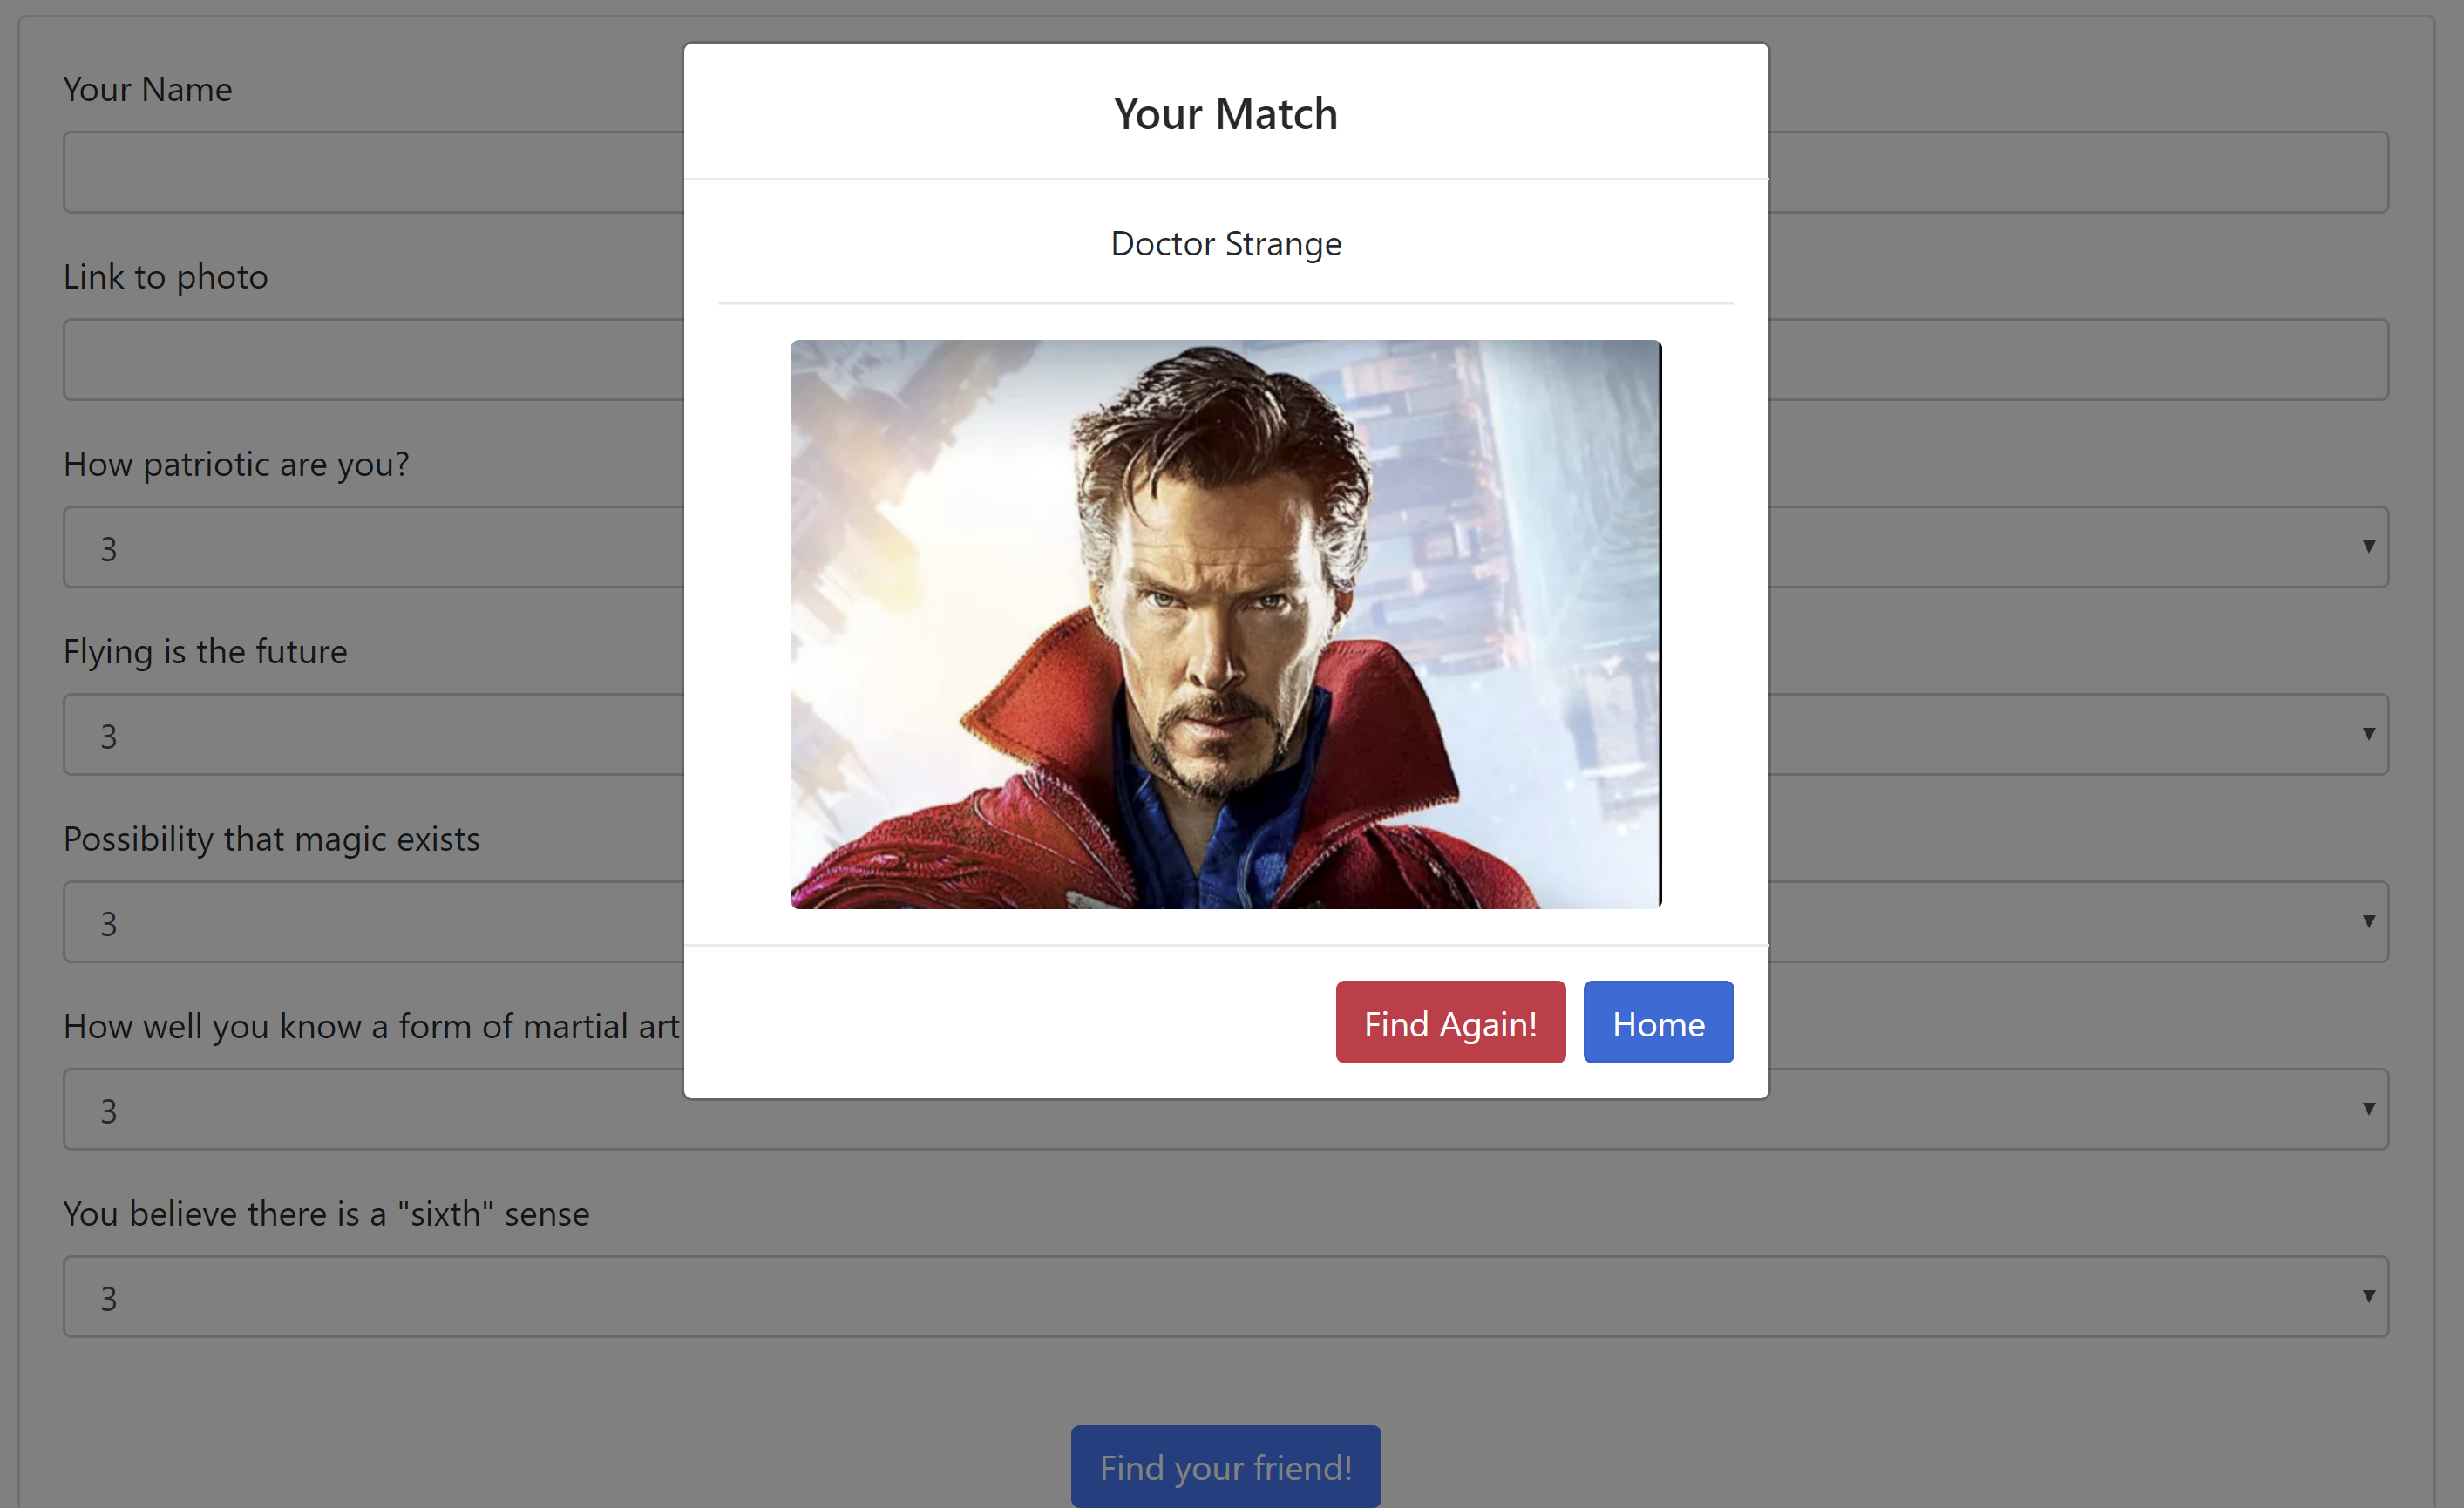 Your Name
Link to photo
How patriotic are you?
3
Flying is the future
3
Possibility that magic exists
3
How well you know a form of martial art
3
You believe there is a "sixth" sense
3
Find your friend!
Your Match
Doctor Strange
Find Again!
Home